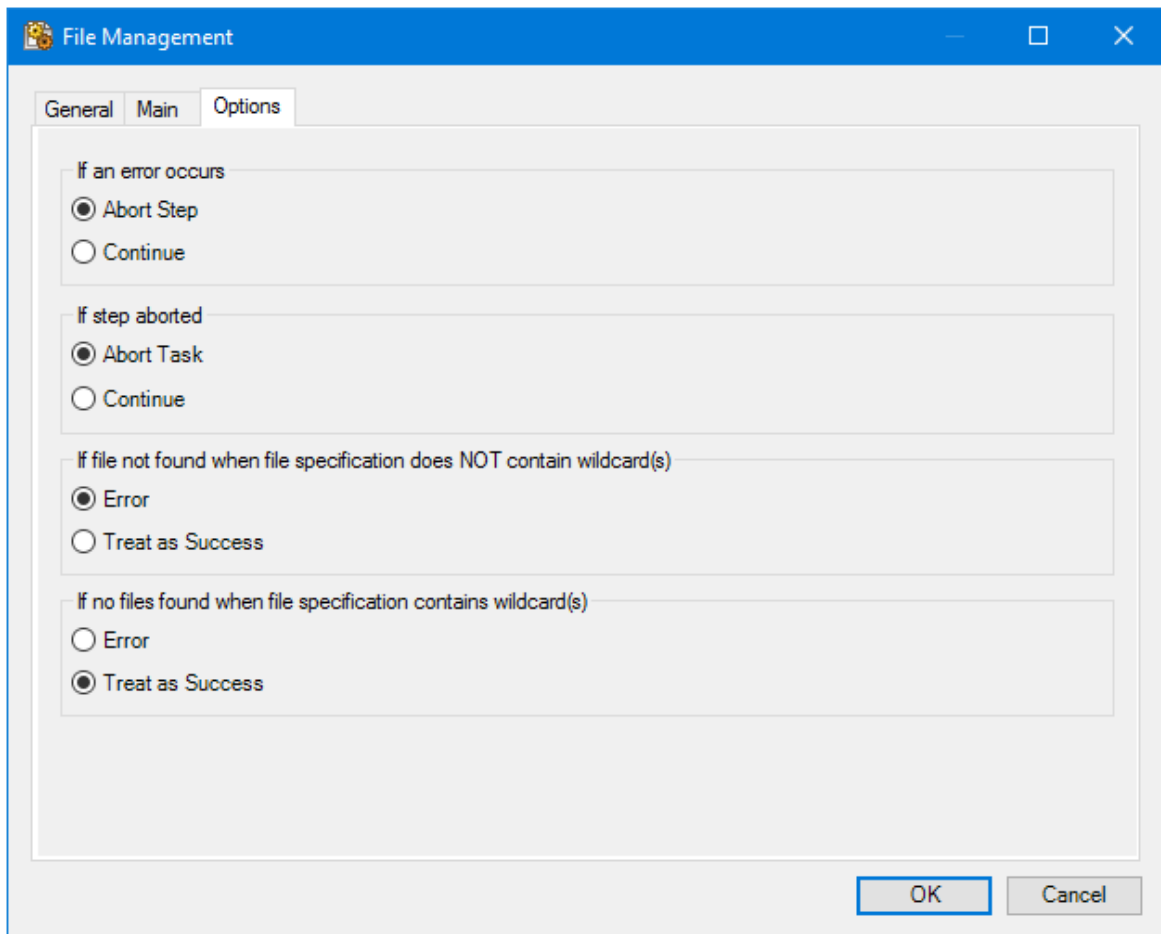 File Management
General Main Options
If an error occurs
Abort Step
Continue
If step aborted
Abort Task
Continue
If file not found when file specification does NOT contain wildcard(s)
Error
Treat as Success
If no files found when file specification contains wildcard(s)
Error
Treat as Success
OK Cancel